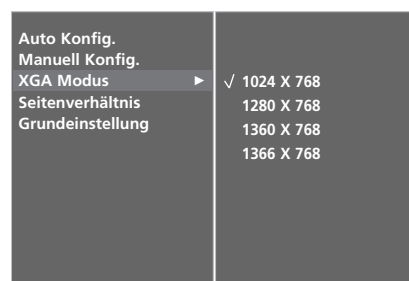 Auto Konfig.
Manuell Konfig.
XGA Modus ►
Seitenverhältnis
Grundeinstellung
√ 1024 X 768
1280 X 768
1360 X 768
1366 X 768